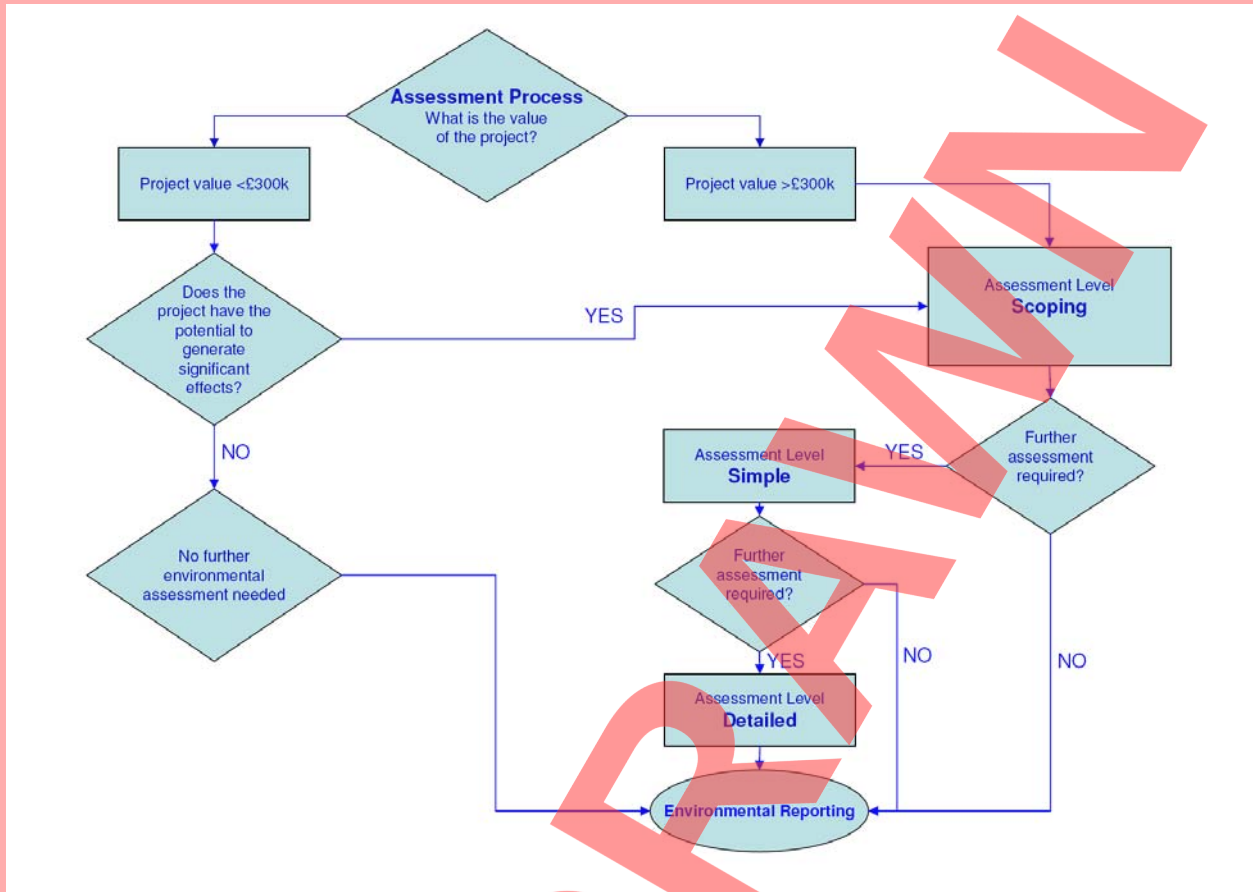 Assessment Process
What is the value
of the project?
Project value <£300k
Project value >£300k
Does the
project have the
potential to
generate
significant
effects?
YES
Assessment Level
Scoping
NO
Further
assessment
required?
YES
Assessment Level
Simple
No further
environmental
assessment needed
Further
assessment
required?
NO
NO
YES
Assessment Level
Detailed
Environmental Reporting
RAWN